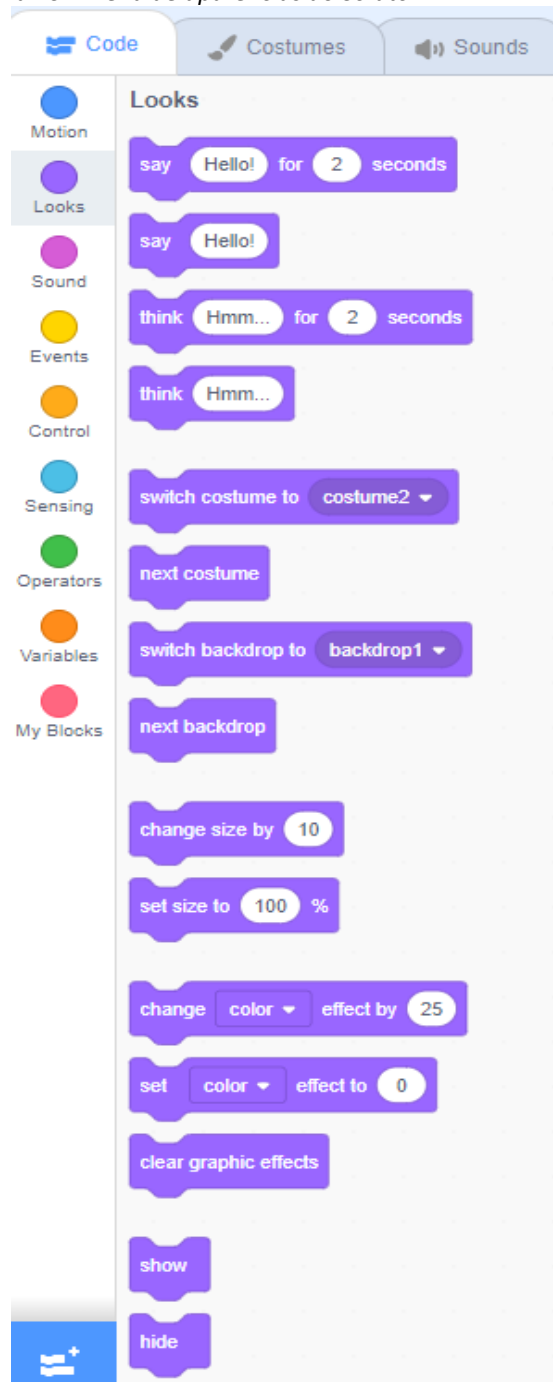 Code Costumes Sounds
Looks
Motion
Looks
Sound
Events
Control
Sensing
Operators
Variables
My Blocks
say Hello! for 2 seconds
say Hello!
think Hmm... for 2 seconds
think Hmm...
switch costume to costume2
next costume
switch backdrop to backdrop1
next backdrop
change size by 10
set size to 100 %
change color effect by 25
set color effect to 0
clear graphic effects
show
hide